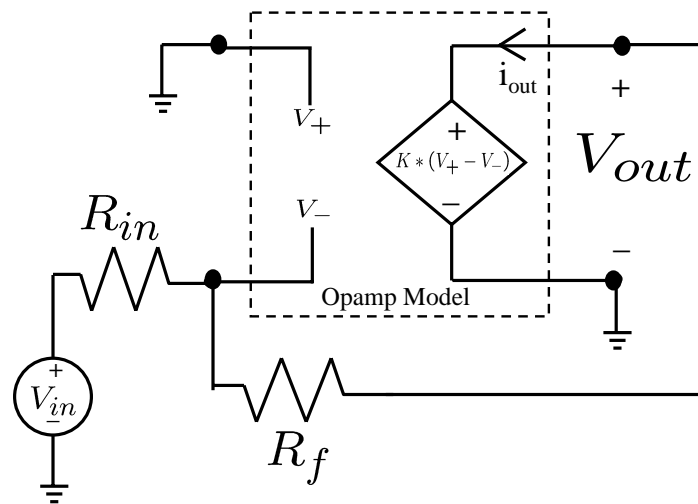 V₊
i_out
+
K * (V₊ − V₋)
−
+
V_out
−
V₋
R_in
Opamp Model
+
V_in
−
R_f